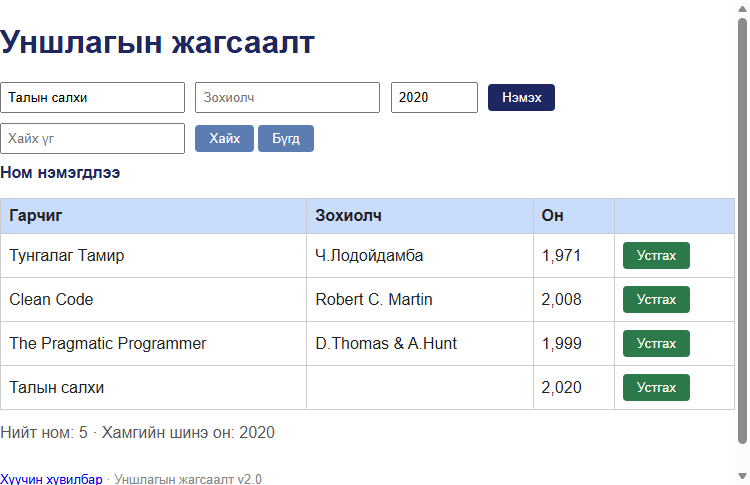 Уншлагын жагсаалт
Талын салхи Зохиолч 2020 Нэмэх
Хайх үг Хайх Бүгд
Ном нэмэгдлээ
Гарчиг Зохиолч Он
Тунгалаг Тамир Ч.Лодойдамба 1,971 Устгах
Clean Code Robert C. Martin 2,008 Устгах
The Pragmatic Programmer D.Thomas & A.Hunt 1,999 Устгах
Талын салхи 2,020 Устгах
Нийт ном: 5 · Хамгийн шинэ он: 2020
Хуучин хувилбар · Уншлагын жагсаалт v2.0